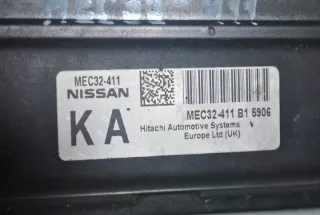 MEC32-411
NISSAN
KA
MEC32-411 B1 5906
Hitachi Automotive Systems
Europe Ltd (UK)